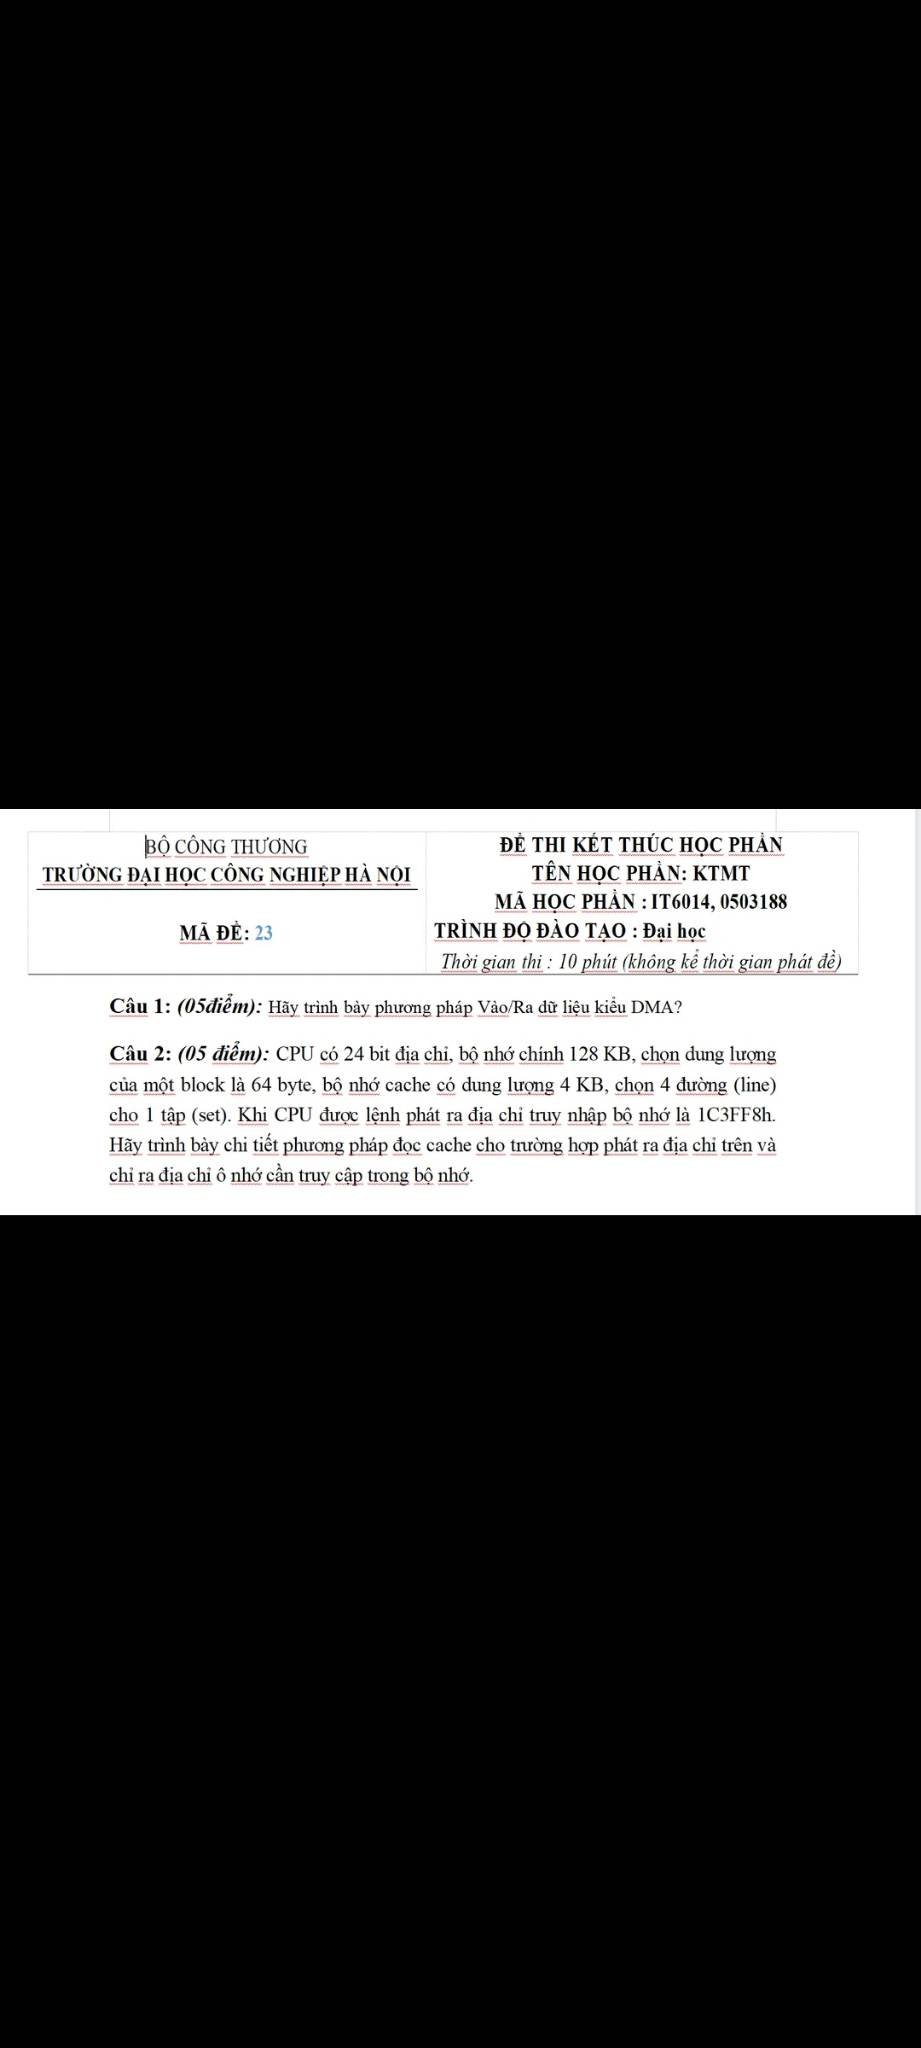 BỘ CÔNG THƯƠNG
TRƯỜNG ĐẠI HỌC CÔNG NGHIỆP HÀ NỘI
MÃ ĐỀ: 23
ĐỀ THI KẾT THÚC HỌC PHẦN
TÊN HỌC PHẦN: KTMT
MÃ HỌC PHẦN : IT6014, 0503188
TRÌNH ĐỘ ĐÀO TẠO : Đại học
Thời gian thi : 10 phút (không kể thời gian phát đề)
Câu 1: (05điểm): Hãy trình bày phương pháp Vào/Ra dữ liệu kiểu DMA?
Câu 2: (05 điểm): CPU có 24 bit địa chỉ, bộ nhớ chính 128 KB, chọn dung lượng
của một block là 64 byte, bộ nhớ cache có dung lượng 4 KB, chọn 4 đường (line)
cho 1 tập (set). Khi CPU được lệnh phát ra địa chỉ truy nhập bộ nhớ là 1C3FF8h.
Hãy trình bày chi tiết phương pháp đọc cache cho trường hợp phát ra địa chỉ trên và
chỉ ra địa chỉ ô nhớ cần truy cập trong bộ nhớ.